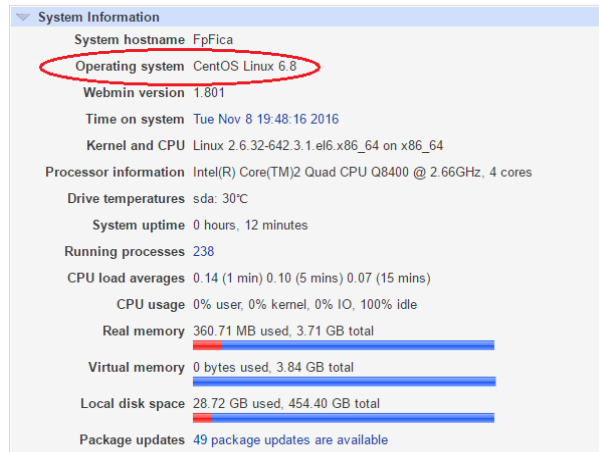 System Information
System hostname FpFica
Operating system CentOS Linux 6.8
Webmin version 1.801
Time on system Tue Nov 8 19:48:16 2016
Kernel and CPU Linux 2.6.32-642.3.1.el6.x86_64 on x86_64
Processor information Intel(R) Core(TM)2 Quad CPU Q8400 @ 2.66GHz, 4 cores
Drive temperatures sda: 30°C
System uptime 0 hours, 12 minutes
Running processes 238
CPU load averages 0.14 (1 min) 0.10 (5 mins) 0.07 (15 mins)
CPU usage 0% user, 0% kernel, 0% IO, 100% idle
Real memory 360.71 MB used, 3.71 GB total
Virtual memory 0 bytes used, 3.84 GB total
Local disk space 28.72 GB used, 454.40 GB total
Package updates 49 package updates are available